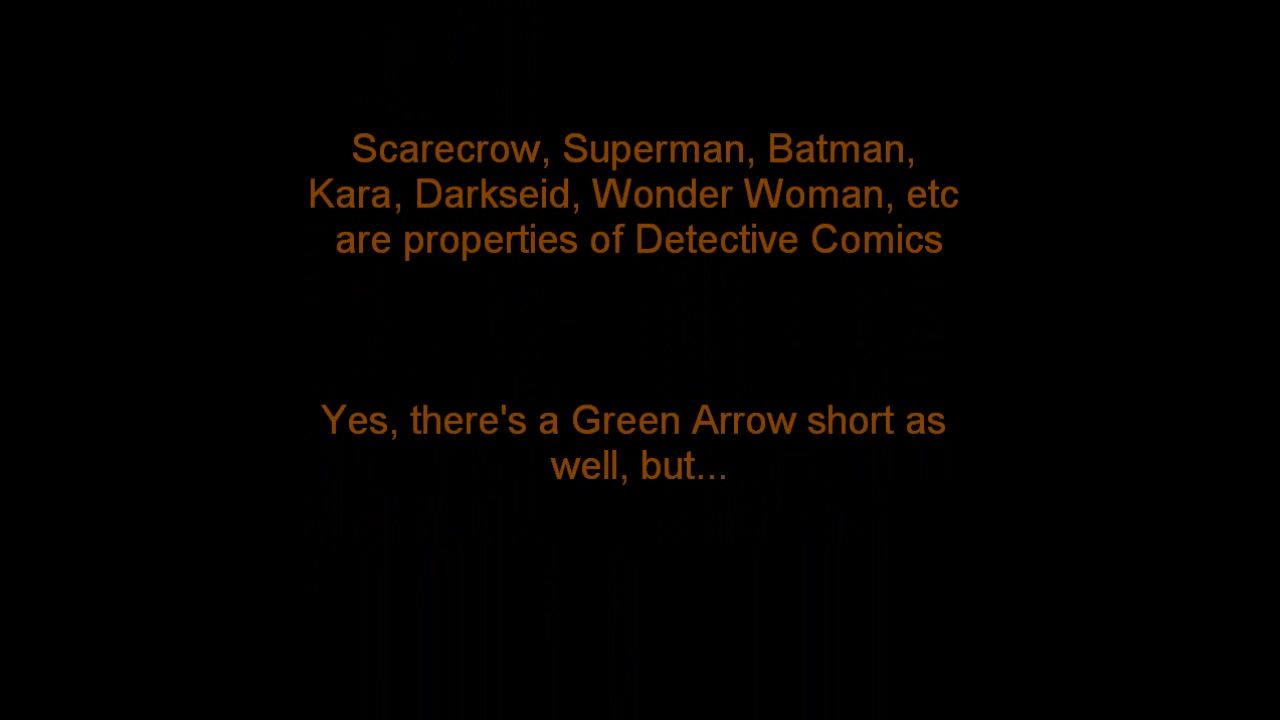 Scarecrow, Superman, Batman,
Kara, Darkseid, Wonder Woman, etc
are properties of Detective Comics
Yes, there's a Green Arrow short as
well, but...